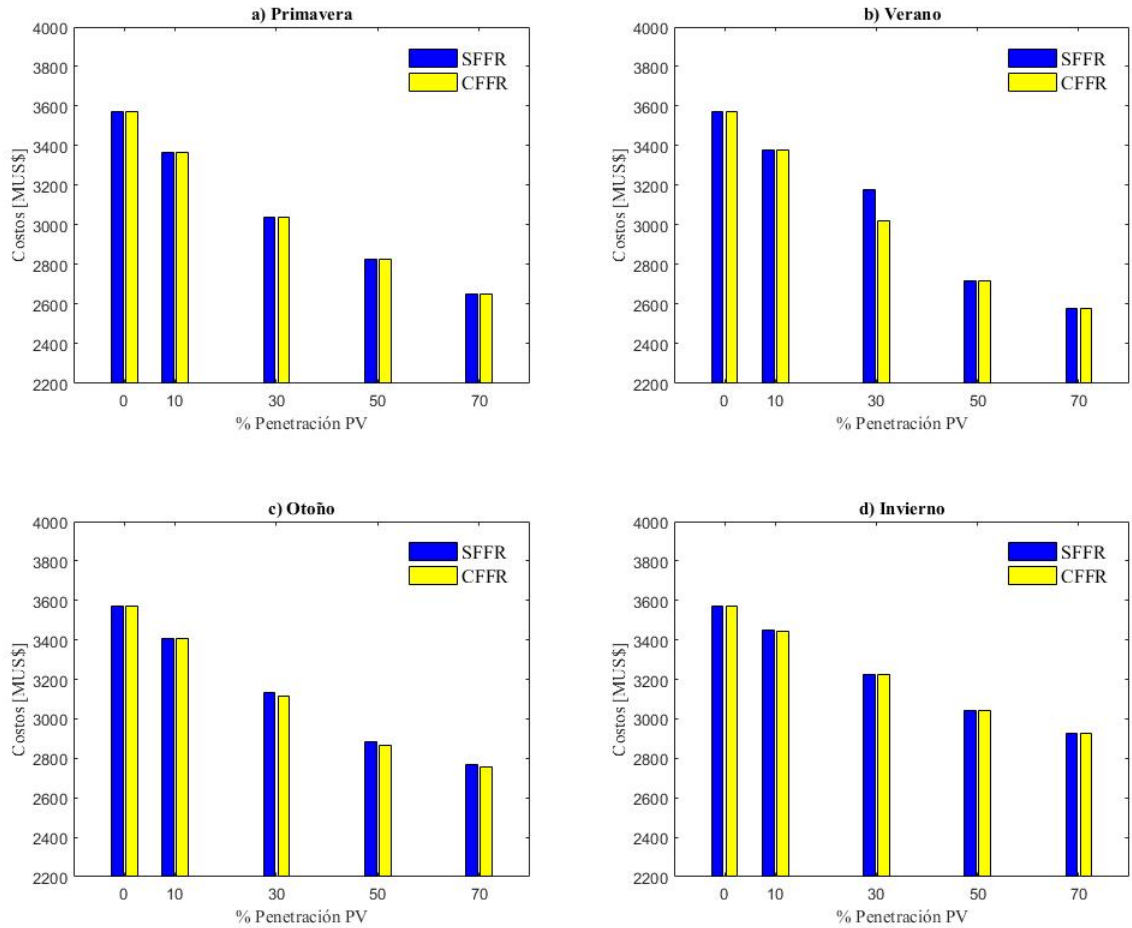 a) Primavera
4000
3800
3600
3400
3200
3000
2800
2600
2400
2200
Costos [MUS$]
SFFR
CFFR
0 10 30 50 70
% Penetración PV
b) Verano
4000
3800
3600
3400
3200
3000
2800
2600
2400
2200
Costos [MUS$]
SFFR
CFFR
0 10 30 50 70
% Penetración PV
c) Otoño
4000
3800
3600
3400
3200
3000
2800
2600
2400
2200
Costos [MUS$]
SFFR
CFFR
0 10 30 50 70
% Penetración PV
d) Invierno
4000
3800
3600
3400
3200
3000
2800
2600
2400
2200
Costos [MUS$]
SFFR
CFFR
0 10 30 50 70
% Penetración PV